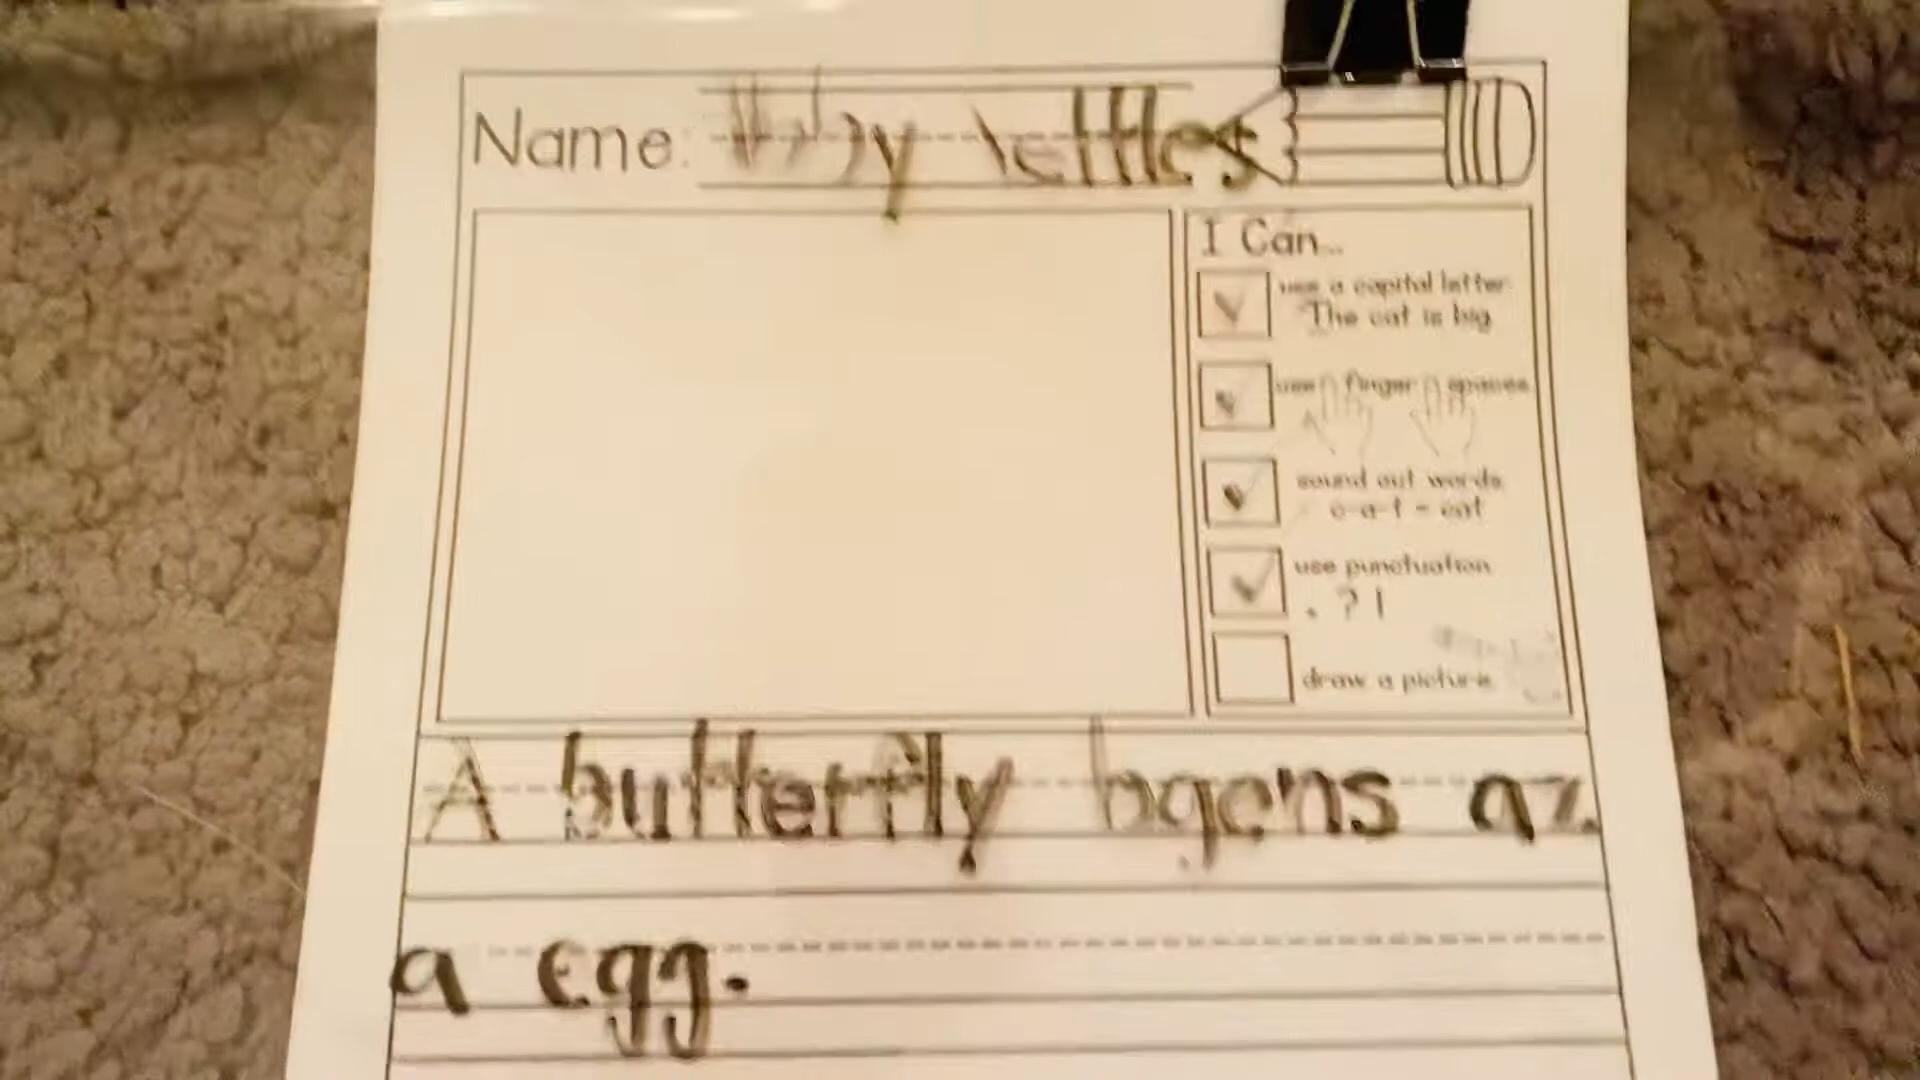 Name:
I Can...
use a capital letter
The cat is big
use finger spaces
sound out words
c-a-t = cat
use punctuation
. ? !
draw a picture
A butterfly bgens az
a egg.